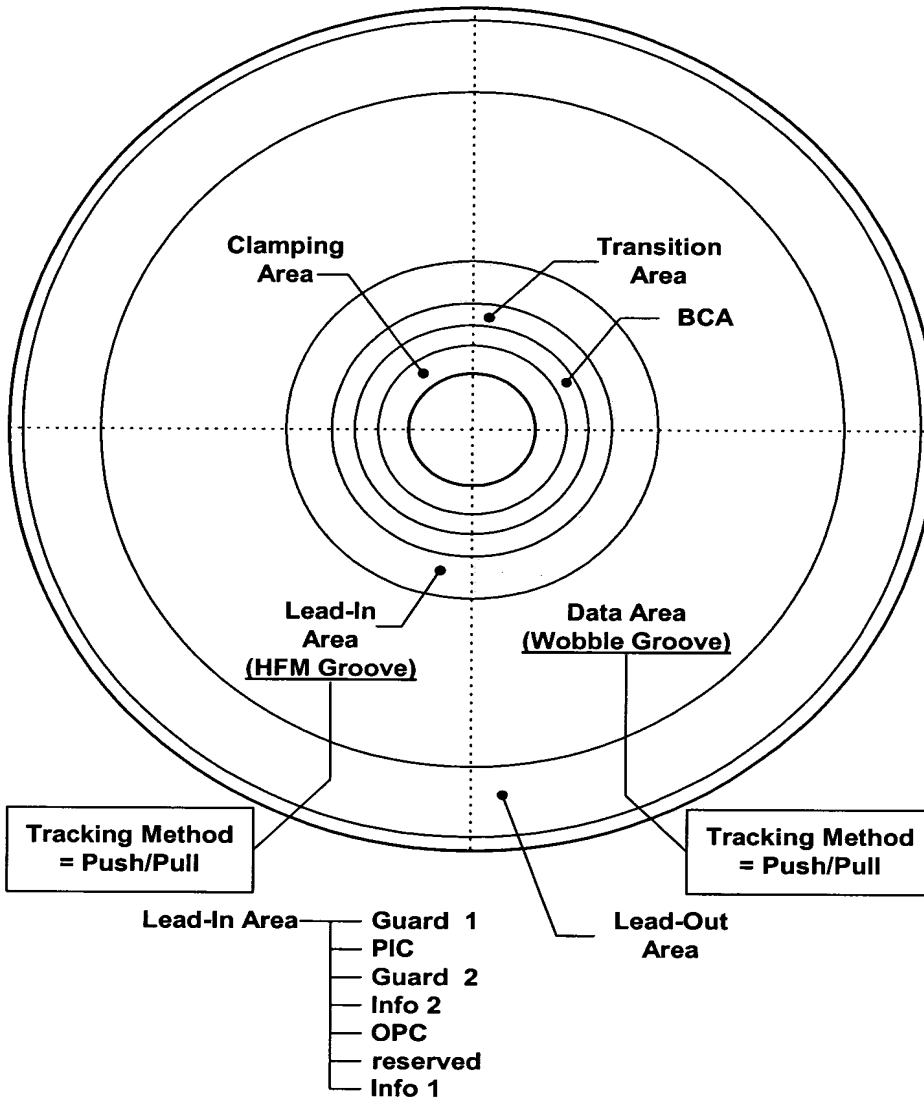 Clamping
Area
Transition
Area
BCA
Lead-In
Area
(HFM Groove)
Data Area
(Wobble Groove)
Tracking Method
= Push/Pull
Tracking Method
= Push/Pull
Lead-In Area
Guard 1
PIC
Guard 2
Info 2
OPC
reserved
Info 1
Lead-Out
Area